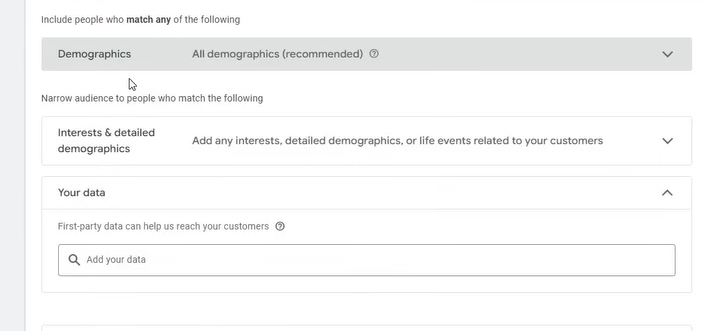 Include people who match any of the following
Demographics
All demographics (recommended)
Narrow audience to people who match the following
Interests & detailed
demographics
Add any interests, detailed demographics, or life events related to your customers
Your data
First-party data can help us reach your customers
Add your data